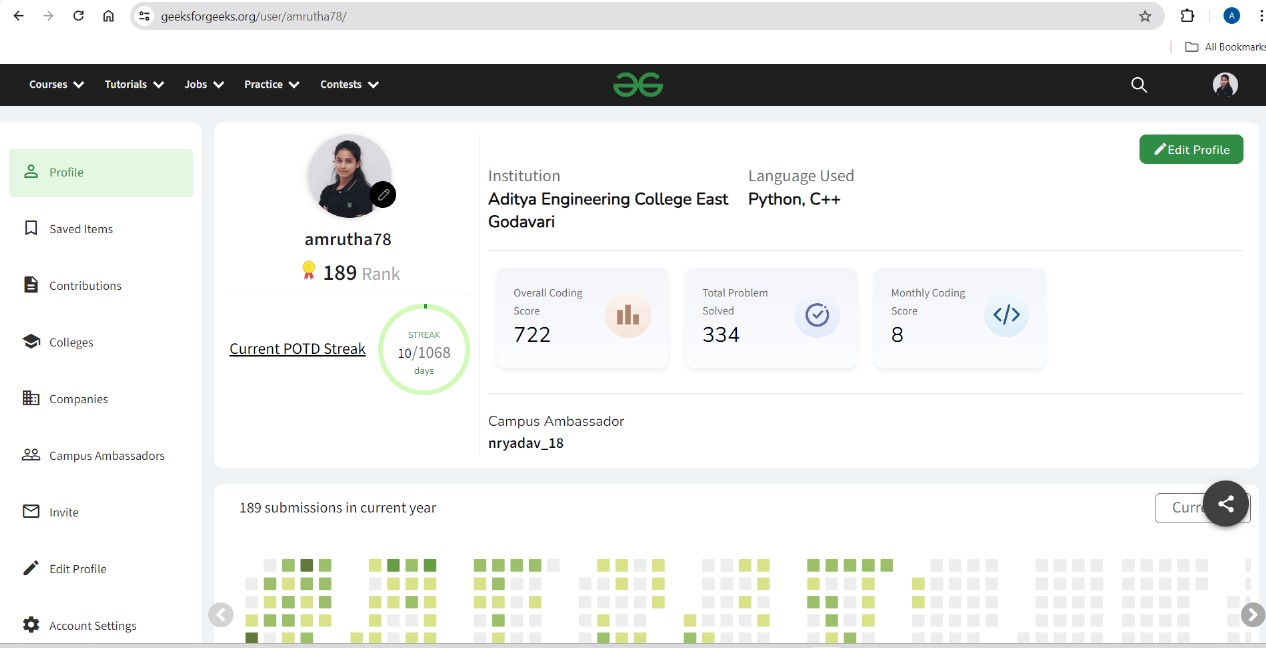 geeksforgeeks.org/user/amrutha78/
A
All Bookmarks
Courses Tutorials Jobs Practice Contests
Edit Profile
Profile
Saved Items
Contributions
Colleges
Companies
Campus Ambassadors
Invite
Edit Profile
Account Settings
amrutha78
189 Rank
Current POTD Streak
STREAK
10/1068
days
Institution
Aditya Engineering College East
Godavari
Language Used
Python, C++
Overall Coding
Score
722
Total Problem
Solved
334
Monthly Coding
Score
8
Campus Ambassador
nryadav_18
189 submissions in current year